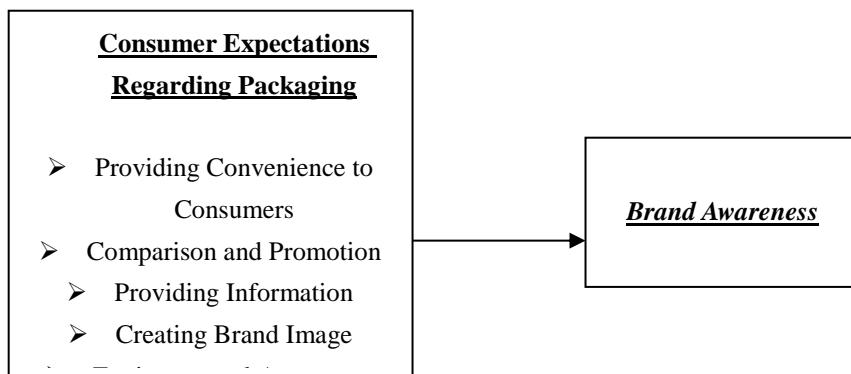 Consumer Expectations
Regarding Packaging
➢ Providing Convenience to
Consumers
➢ Comparison and Promotion
➢ Providing Information
➢ Creating Brand Image
Brand Awareness